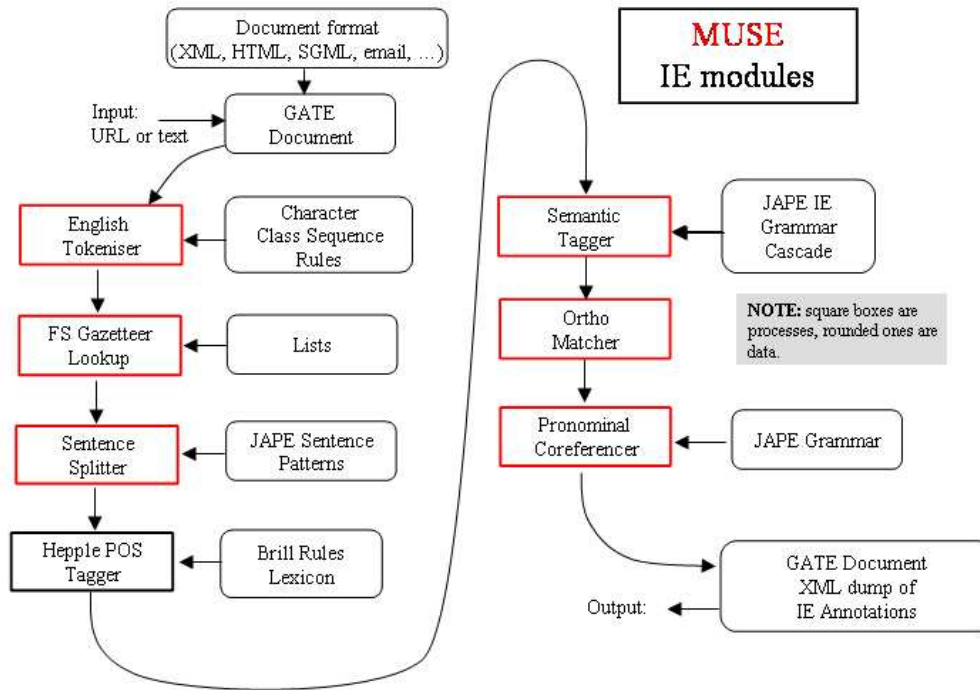 Document format
(XML, HTML, SGML, email, ...)
MUSE
IE modules
Input:
URL or text
GATE
Document
English
Tokeniser
Character
Class Sequence
Rules
FS Gazetteer
Lookup
Lists
Sentence
Splitter
JAPE Sentence
Patterns
Hepple POS
Tagger
Brill Rules
Lexicon
Semantic
Tagger
JAPE IE
Grammar
Cascade
NOTE: square boxes are
processes, rounded ones are
data.
Ortho
Matcher
Pronominal
Coreferencer
JAPE Grammar
GATE Document
XML dump of
IE Annotations
Output: